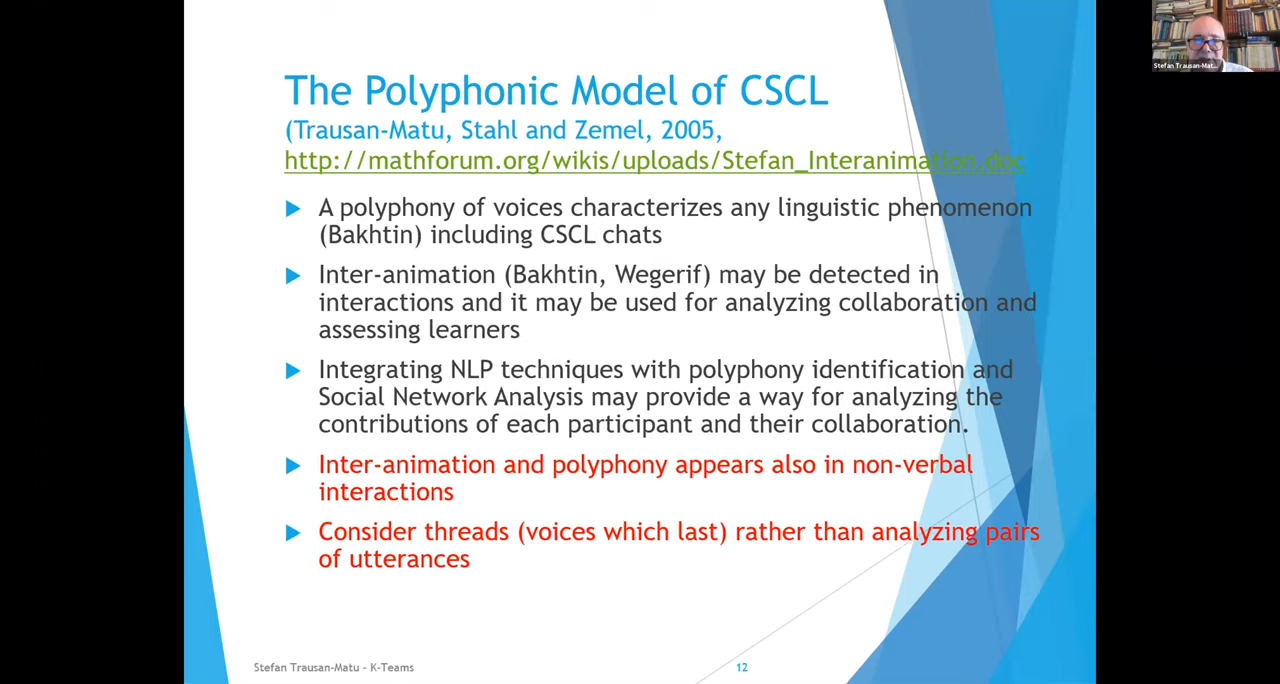 The Polyphonic Model of CSCL
(Trausan-Matu, Stahl and Zemel, 2005,
http://mathforum.org/wikis/uploads/Stefan_Interanimation.doc
A polyphony of voices characterizes any linguistic phenomenon
(Bakhtin) including CSCL chats
Inter-animation (Bakhtin, Wegerif) may be detected in
interactions and it may be used for analyzing collaboration and
assessing learners
Integrating NLP techniques with polyphony identification and
Social Network Analysis may provide a way for analyzing the
contributions of each participant and their collaboration.
Inter-animation and polyphony appears also in non-verbal
interactions
Consider threads (voices which last) rather than analyzing pairs
of utterances
Stefan Trausan-Matu - K-Teams
12
Stefan Trausan-Mat...